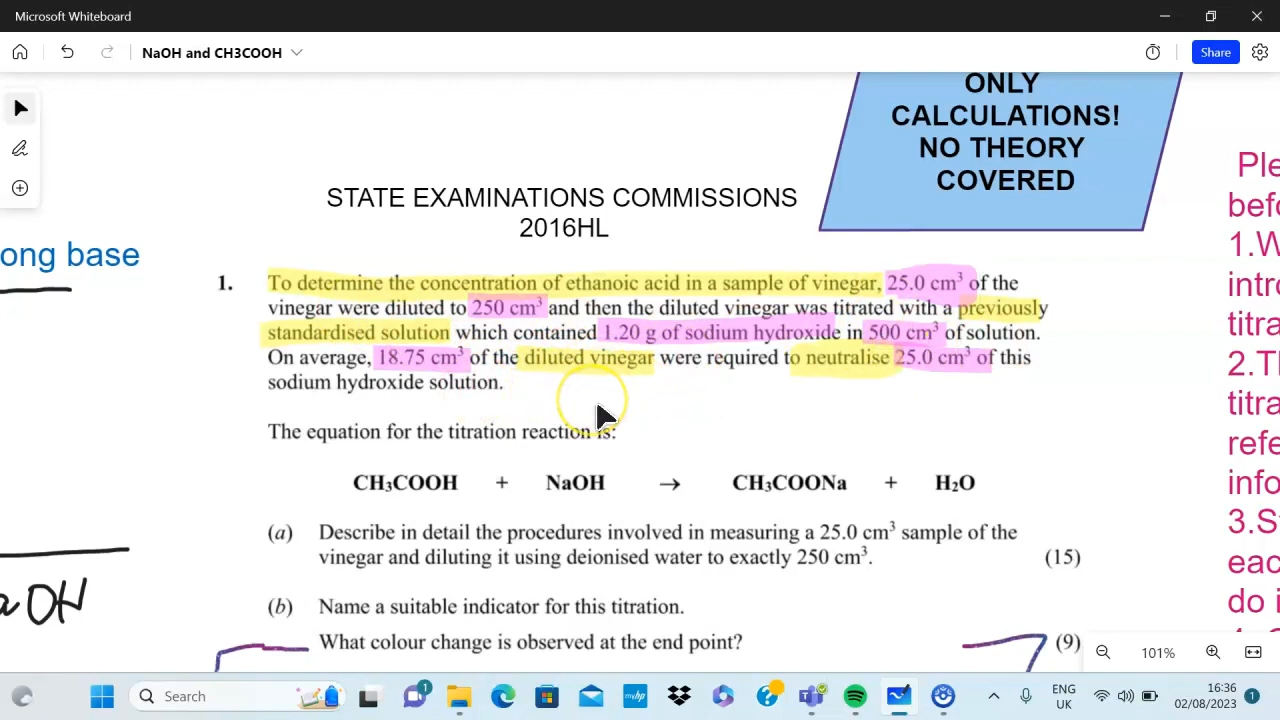 Microsoft Whiteboard
NaOH and CH3COOH
Share
ONLY
CALCULATIONS!
NO THEORY
COVERED
STATE EXAMINATIONS COMMISSIONS
2016HL
ong base
1. To determine the concentration of ethanoic acid in a sample of vinegar, 25.0 cm³ of the
vinegar were diluted to 250 cm³ and then the diluted vinegar was titrated with a previously
standardised solution which contained 1.20 g of sodium hydroxide in 500 cm³ of solution.
On average, 18.75 cm³ of the diluted vinegar were required to neutralise 25.0 cm³ of this
sodium hydroxide solution.
The equation for the titration reaction is:
CH₃COOH + NaOH → CH₃COONa + H₂O
(a) Describe in detail the procedures involved in measuring a 25.0 cm³ sample of the
vinegar and diluting it using deionised water to exactly 250 cm³. (15)
(b) Name a suitable indicator for this titration.
What colour change is observed at the end point? (9)
aOH
Ple
befo
1.W
intro
titra
2.Th
titra
refe
info
3.S
eac
do i
101%
Search
1
ENG
UK
16:36
02/08/2023
1